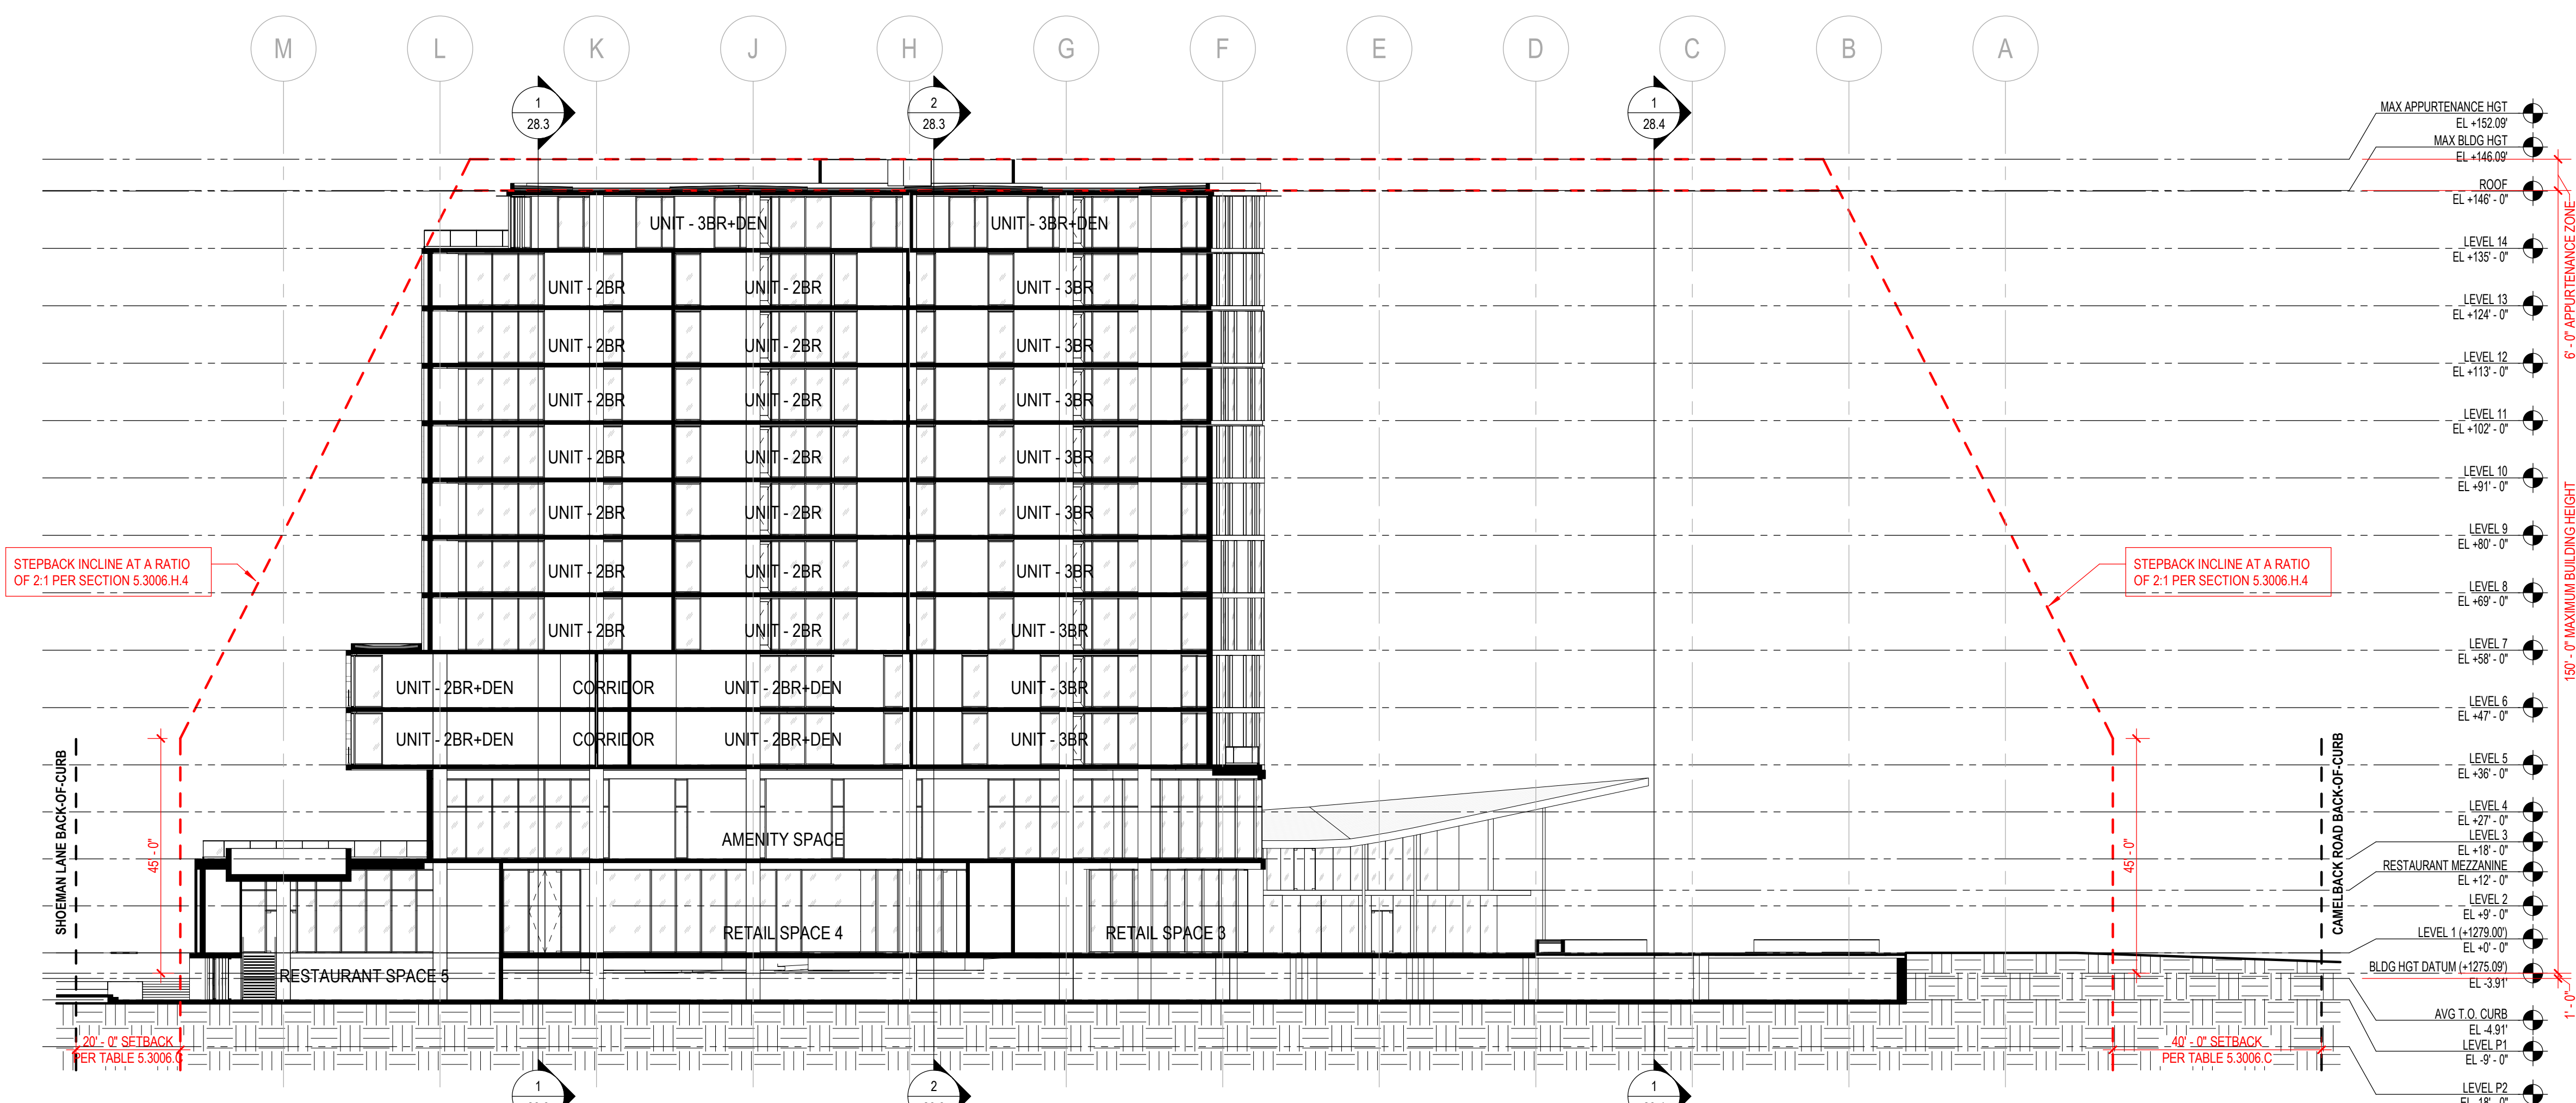 M L K J H G F E D C B A
1
28.3
2
28.3
1
28.4
MAX APPURTENANCE HGT
EL +152.09'
MAX BLDG HGT
EL +146.09'
ROOF
EL +146' - 0"
UNIT - 3BR+DEN UNIT - 3BR+DEN
LEVEL 14
EL +135' - 0"
UNIT - 2BR UNIT - 2BR UNIT - 3BR
LEVEL 13
EL +124' - 0"
UNIT - 2BR UNIT - 2BR UNIT - 3BR
LEVEL 12
EL +113' - 0"
UNIT - 2BR UNIT - 2BR UNIT - 3BR
LEVEL 11
EL +102' - 0"
UNIT - 2BR UNIT - 2BR UNIT - 3BR
LEVEL 10
EL +91' - 0"
UNIT - 2BR UNIT - 2BR UNIT - 3BR
LEVEL 9
EL +80' - 0"
UNIT - 2BR UNIT - 2BR UNIT - 3BR
LEVEL 8
EL +69' - 0"
UNIT - 2BR UNIT - 2BR UNIT - 3BR
LEVEL 7
EL +58' - 0"
UNIT - 2BR+DEN CORRIDOR UNIT - 2BR+DEN UNIT - 3BR
LEVEL 6
EL +47' - 0"
UNIT - 2BR+DEN CORRIDOR UNIT - 2BR+DEN UNIT - 3BR
LEVEL 5
EL +36' - 0"
LEVEL 4
EL +27' - 0"
AMENITY SPACE
LEVEL 3
EL +18' - 0"
RESTAURANT MEZZANINE
EL +12' - 0"
LEVEL 2
EL +9' - 0"
RETAIL SPACE 4 RETAIL SPACE 3
LEVEL 1 (+1279.00')
EL +0' - 0"
RESTAURANT SPACE 5
BLDG HGT DATUM (+1275.09')
EL -3.91'
AVG T.O. CURB
EL -4.91'
LEVEL P1
EL -9' - 0"
LEVEL P2
EL -18' - 0"
STEPBACK INCLINE AT A RATIO
OF 2:1 PER SECTION 5.3006.H.4
STEPBACK INCLINE AT A RATIO
OF 2:1 PER SECTION 5.3006.H.4
SHOEMAN LANE BACK-OF-CURB
45' - 0"
45' - 0"
CAMELBACK ROAD BACK-OF-CURB
6' - 0" APPURTENANCE ZONE
150' - 0" MAXIMUM BUILDING HEIGHT
1' - 0"
20' - 0" SETBACK
PER TABLE 5.3006.C
40' - 0" SETBACK
PER TABLE 5.3006.C
1
2
1